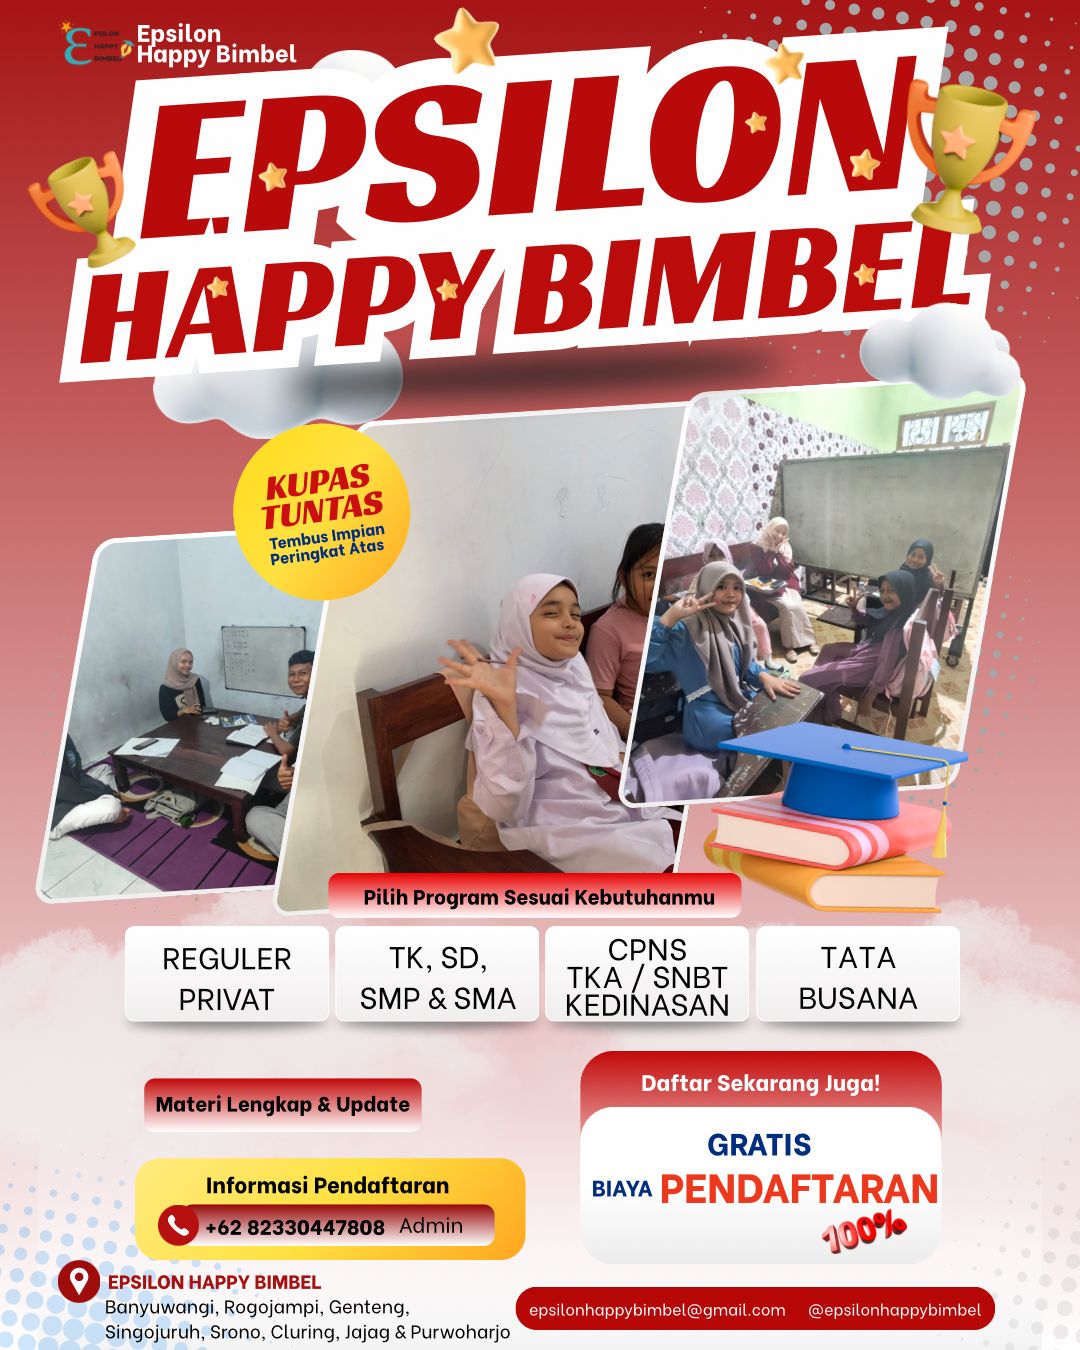 EPSILON
HAPPY
BIMBEL
Epsilon
Happy Bimbel
EPSILON
HAPPY BIMBEL
KUPAS
TUNTAS
Tembus Impian
Peringkat Atas
Pilih Program Sesuai Kebutuhanmu
REGULER
PRIVAT
TK, SD,
SMP & SMA
CPNS
TKA / SNBT
KEDINASAN
TATA
BUSANA
Materi Lengkap & Update
Daftar Sekarang Juga!
GRATIS
BIAYA PENDAFTARAN
100%
Informasi Pendaftaran
+62 82330447808 Admin
EPSILON HAPPY BIMBEL
Banyuwangi, Rogojampi, Genteng,
Singojuruh, Srono, Cluring, Jajag & Purwoharjo
epsilonhappybimbel@gmail.com @epsilonhappybimbel